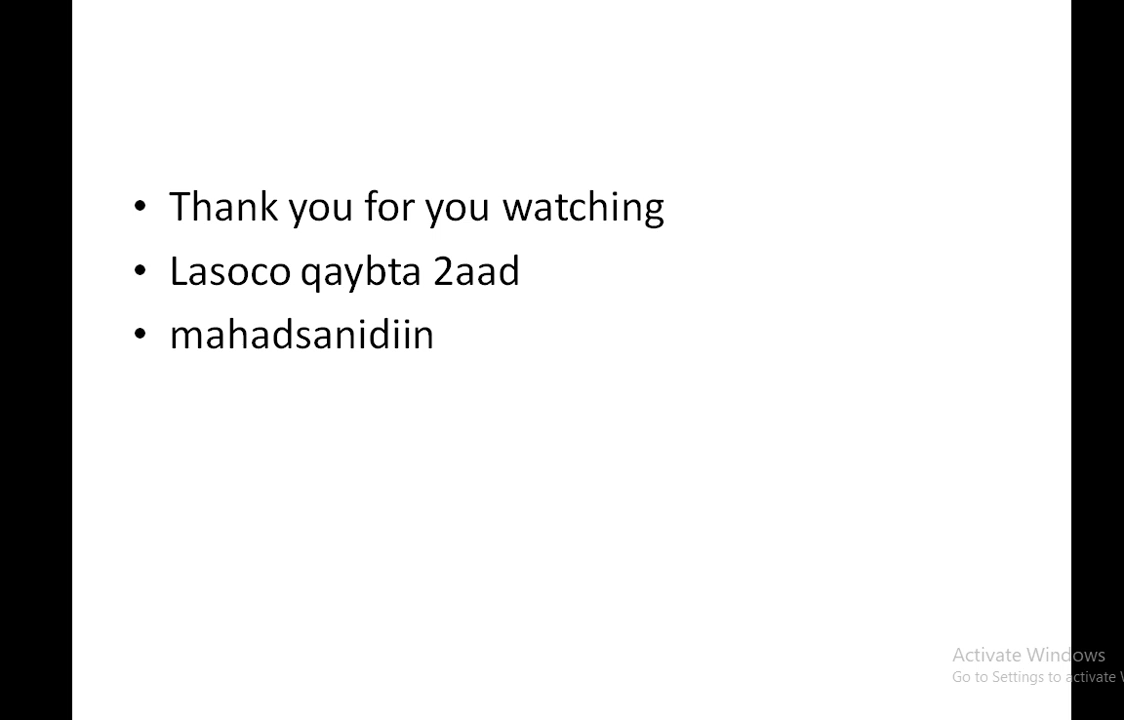 • Thank you for you watching
• Lasoco qaybta 2aad
• mahadsanidiin
Activate Windows
Go to Settings to activate